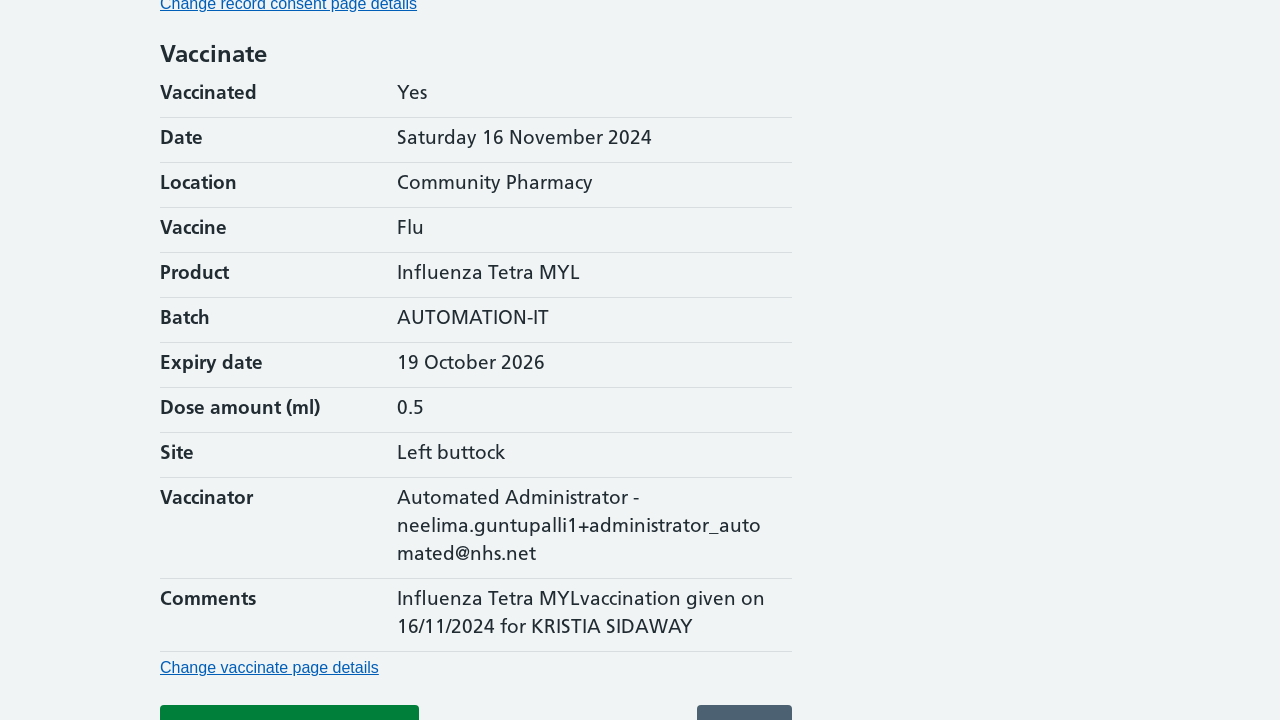 Change record consent page details
Vaccinate
Vaccinated Yes
Date Saturday 16 November 2024
Location Community Pharmacy
Vaccine Flu
Product Influenza Tetra MYL
Batch AUTOMATION-IT
Expiry date 19 October 2026
Dose amount (ml) 0.5
Site Left buttock
Vaccinator Automated Administrator -
neelima.guntupalli1+administrator_auto
mated@nhs.net
Comments Influenza Tetra MYLvaccination given on
16/11/2024 for KRISTIA SIDAWAY
Change vaccinate page details